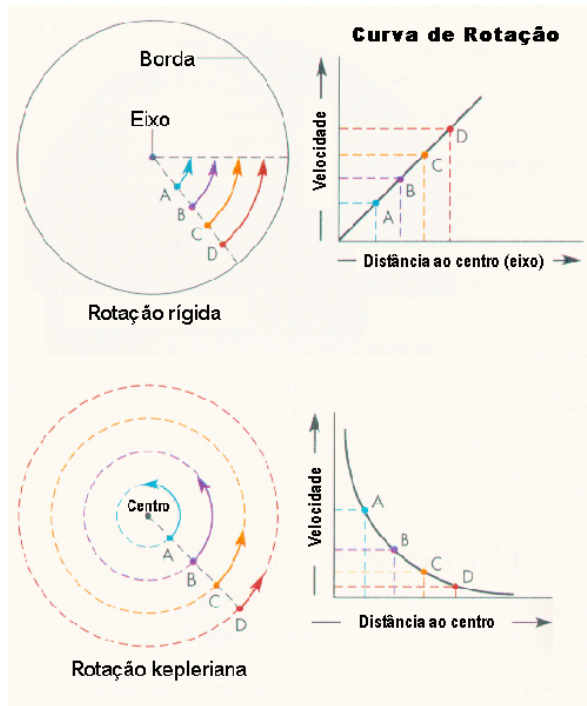 Curva de Rotação
Borda
Eixo
A
B
C
D
Rotação rígida
Velocidade
A
B
C
D
Distância ao centro (eixo)
Centro
A
B
C
D
Rotação kepleriana
Velocidade
A
B
C
D
Distância ao centro